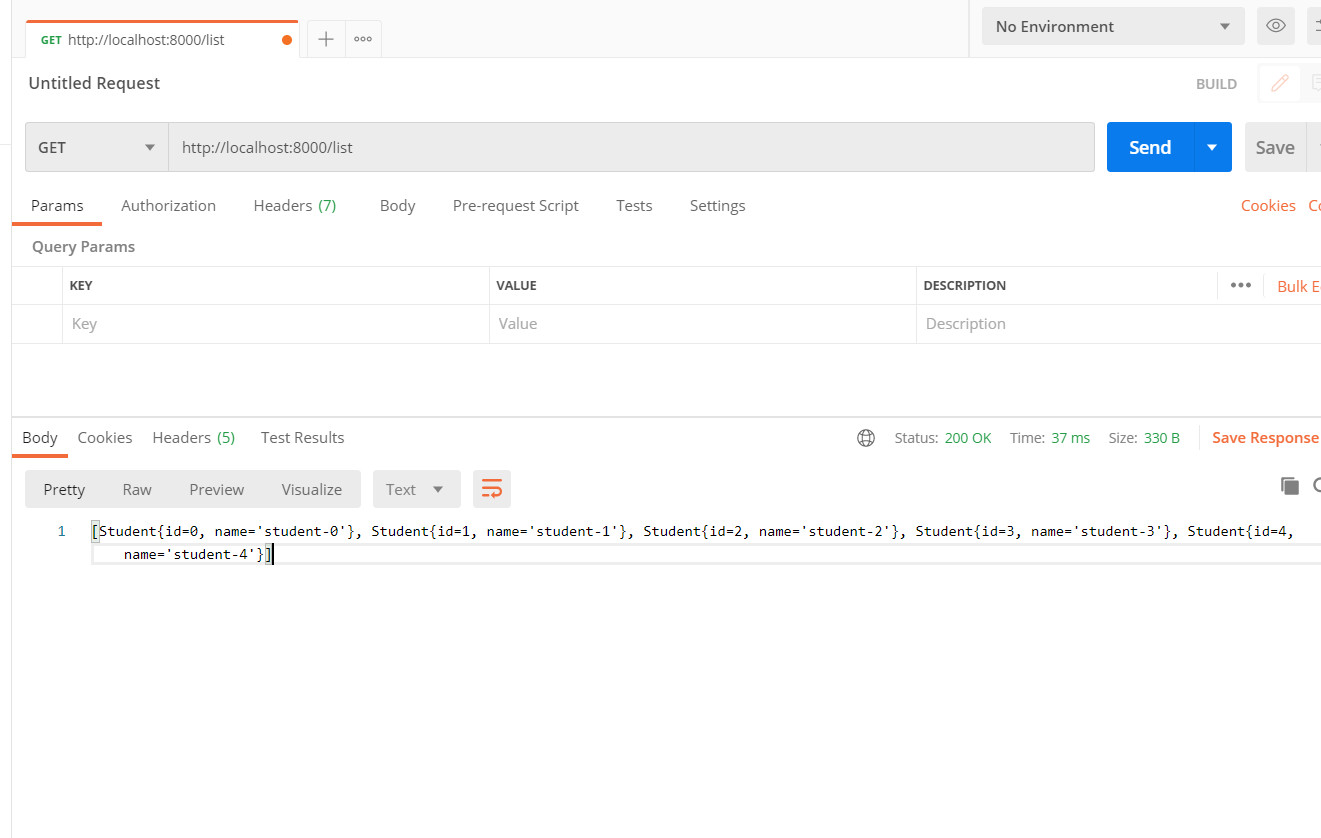 GET http://localhost:8000/list
No Environment
Untitled Request
BUILD
GET http://localhost:8000/list Send Save
Params Authorization Headers (7) Body Pre-request Script Tests Settings Cookies
Query Params
KEY VALUE DESCRIPTION Bulk E
Key Value Description
Body Cookies Headers (5) Test Results Status: 200 OK Time: 37 ms Size: 330 B Save Response
Pretty Raw Preview Visualize Text
1 [Student{id=0, name='student-0'}, Student{id=1, name='student-1'}, Student{id=2, name='student-2'}, Student{id=3, name='student-3'}, Student{id=4,
name='student-4'}]